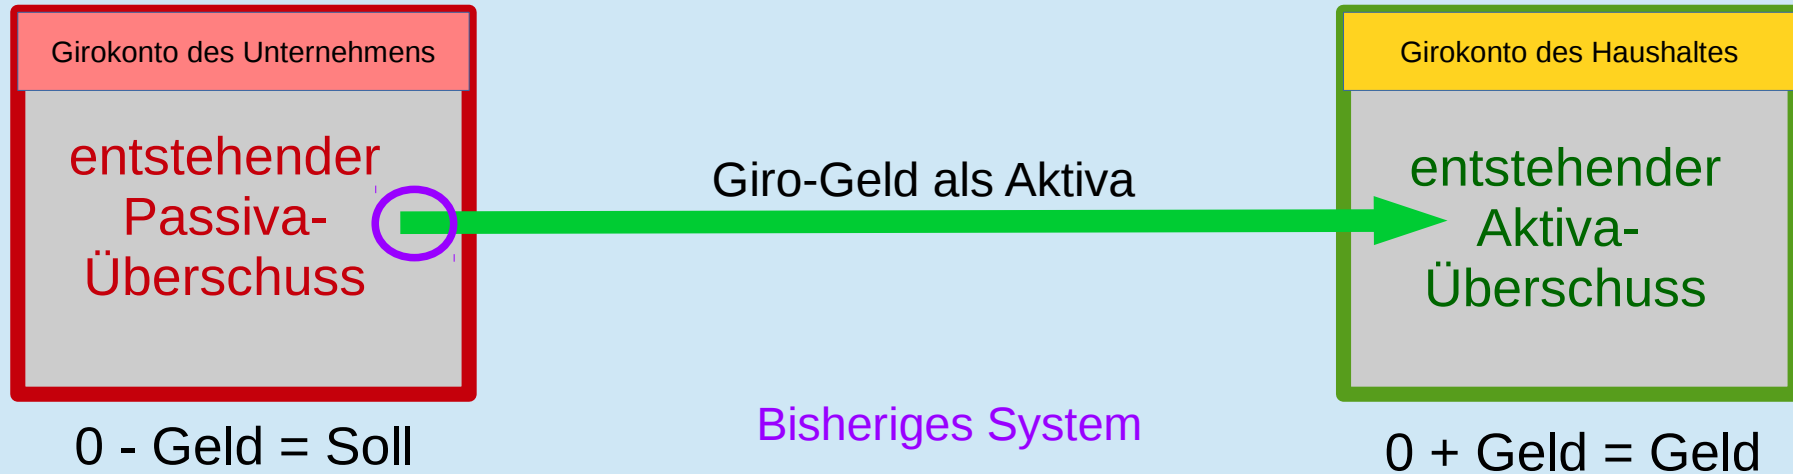 Girokonto des Unternehmens
entstehender
Passiva-
Überschuss
0 - Geld = Soll
Giro-Geld als Aktiva
Bisheriges System
Girokonto des Haushaltes
entstehender
Aktiva-
Überschuss
0 + Geld = Geld